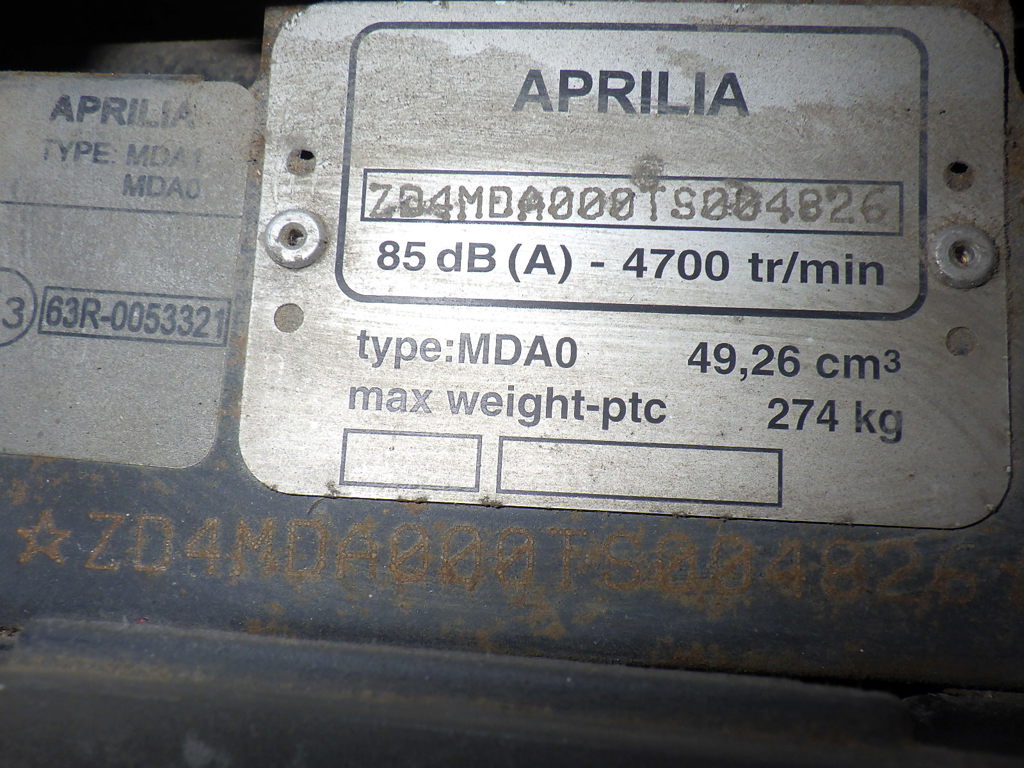 APRILIA
TYPE: MDA1
MDA0
3 63R-0053321
APRILIA
ZD4MDA000TS004826
85 dB (A) - 4700 tr/min
type:MDA0 49,26 cm³
max weight-ptc 274 kg
☆ZD4MDA000TS004826